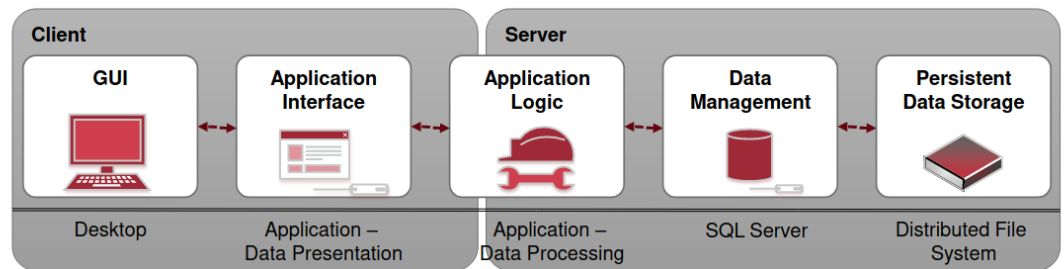 Client
Server
GUI
Application
Interface
Application
Logic
Data
Management
Persistent
Data Storage
Desktop
Application –
Data Presentation
Application –
Data Processing
SQL Server
Distributed File
System